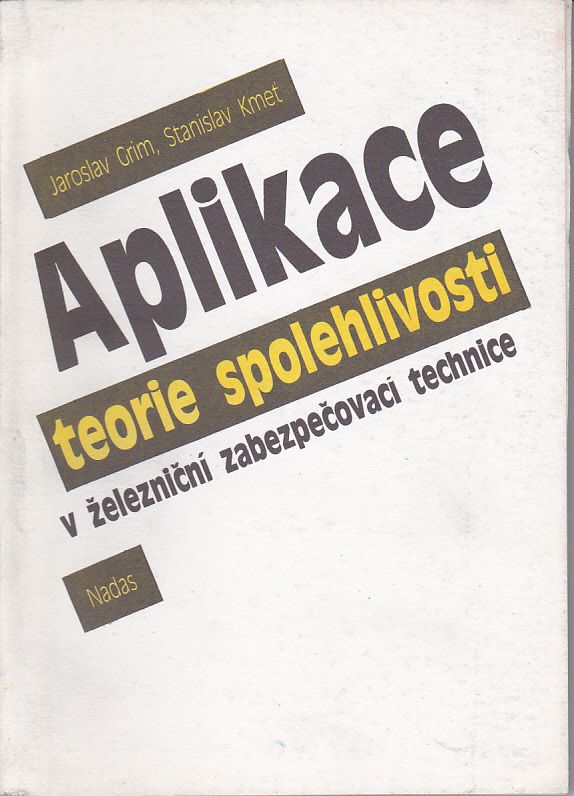 Jaroslav Grim, Stanislav Kmeť
Aplikace
teorie spolehlivosti
v železniční zabezpečovací technice
Nadas